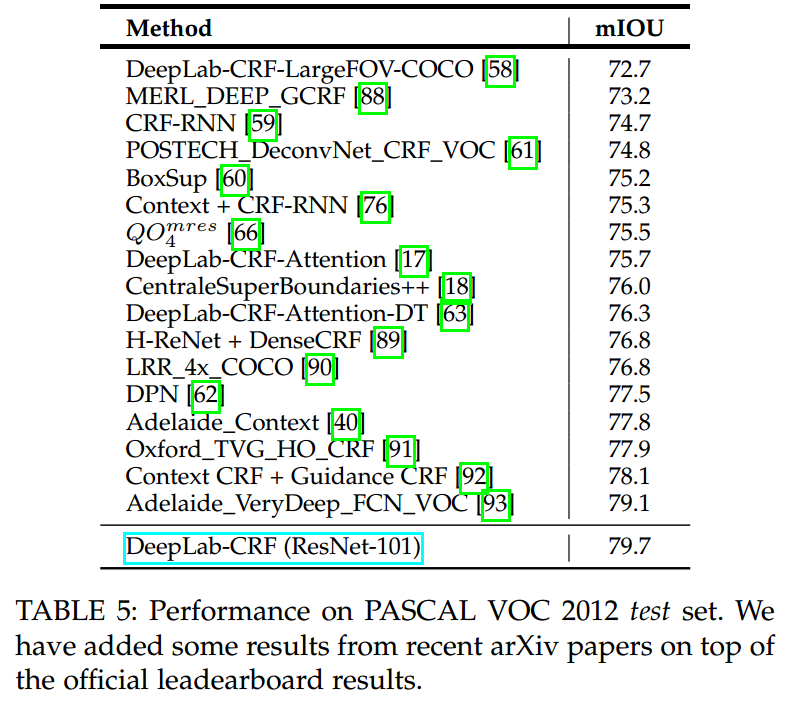 Method mIOU
DeepLab-CRF-LargeFOV-COCO [58] 72.7
MERL_DEEP_GCRF [88] 73.2
CRF-RNN [59] 74.7
POSTECH_DeconvNet_CRF_VOC [61] 74.8
BoxSup [60] 75.2
Context + CRF-RNN [76] 75.3
QO₄ᵐʳᵉˢ [66] 75.5
DeepLab-CRF-Attention [17] 75.7
CentraleSuperBoundaries++ [18] 76.0
DeepLab-CRF-Attention-DT [63] 76.3
H-ReNet + DenseCRF [89] 76.8
LRR_4x_COCO [90] 76.8
DPN [62] 77.5
Adelaide_Context [40] 77.8
Oxford_TVG_HO_CRF [91] 77.9
Context CRF + Guidance CRF [92] 78.1
Adelaide_VeryDeep_FCN_VOC [93] 79.1
DeepLab-CRF (ResNet-101) 79.7
TABLE 5: Performance on PASCAL VOC 2012 test set. We
have added some results from recent arXiv papers on top of
the official leadearboard results.